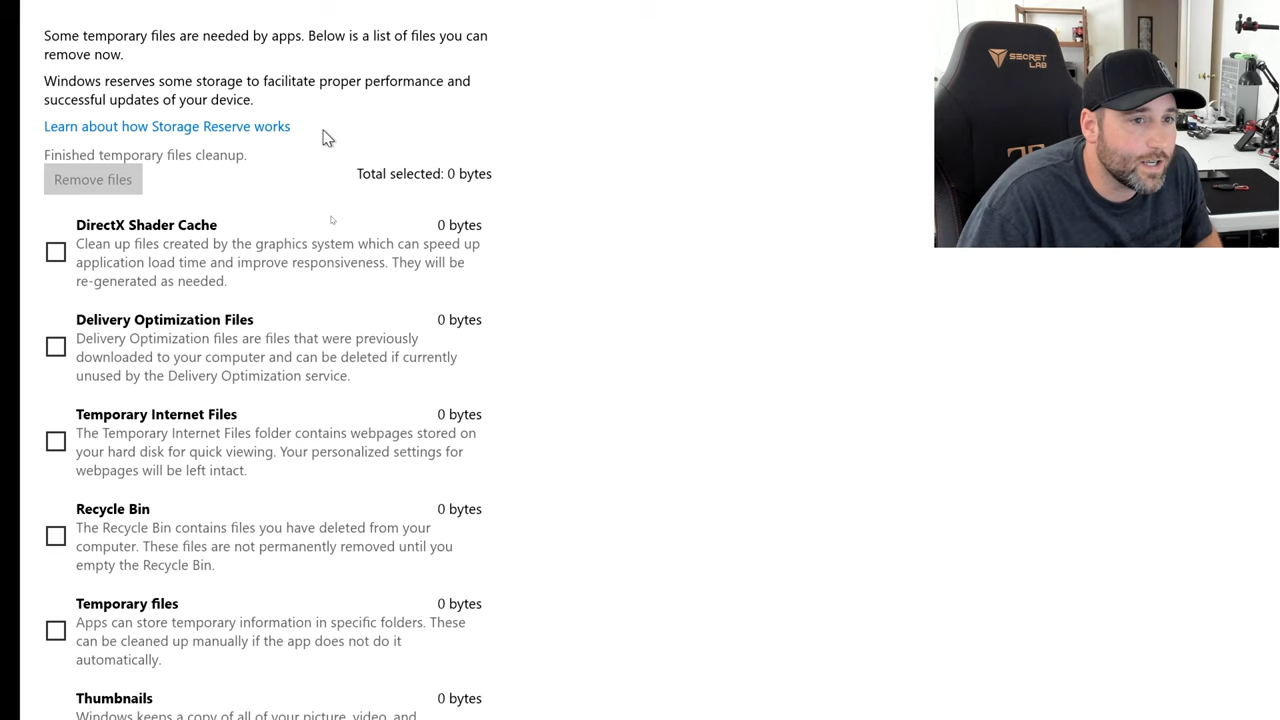 Some temporary files are needed by apps. Below is a list of files you can
remove now.
Windows reserves some storage to facilitate proper performance and
successful updates of your device.
Learn about how Storage Reserve works
Finished temporary files cleanup.
Remove files
Total selected: 0 bytes
DirectX Shader Cache 0 bytes
Clean up files created by the graphics system which can speed up
application load time and improve responsiveness. They will be
re-generated as needed.
Delivery Optimization Files 0 bytes
Delivery Optimization files are files that were previously
downloaded to your computer and can be deleted if currently
unused by the Delivery Optimization service.
Temporary Internet Files 0 bytes
The Temporary Internet Files folder contains webpages stored on
your hard disk for quick viewing. Your personalized settings for
webpages will be left intact.
Recycle Bin 0 bytes
The Recycle Bin contains files you have deleted from your
computer. These files are not permanently removed until you
empty the Recycle Bin.
Temporary files 0 bytes
Apps can store temporary information in specific folders. These
can be cleaned up manually if the app does not do it
automatically.
Thumbnails 0 bytes
Windows keeps a copy of all of your picture, video, and
SECRET
LAB